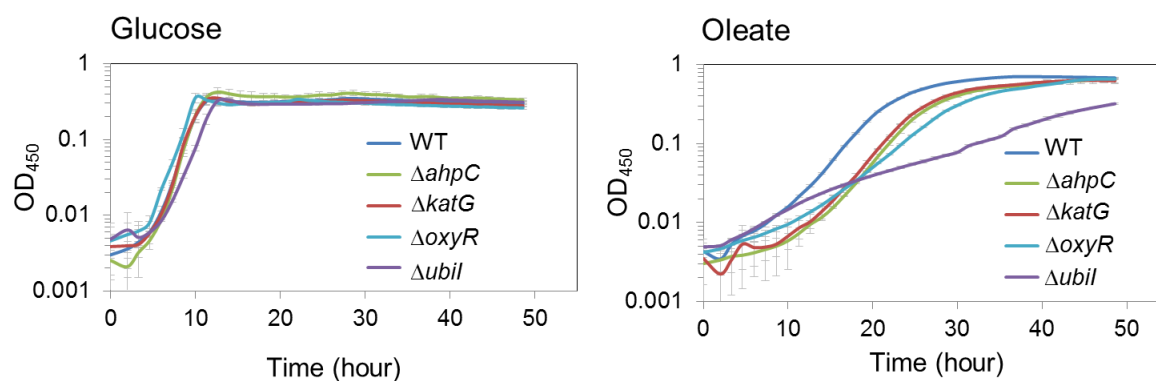 Glucose
1
0.1
0.01
0.001
OD450
WT
ΔahpC
ΔkatG
ΔoxyR
ΔubiI
0 10 20 30 40 50
Time (hour)
Oleate
1
0.1
0.01
0.001
OD450
WT
ΔahpC
ΔkatG
ΔoxyR
ΔubiI
0 10 20 30 40 50
Time (hour)